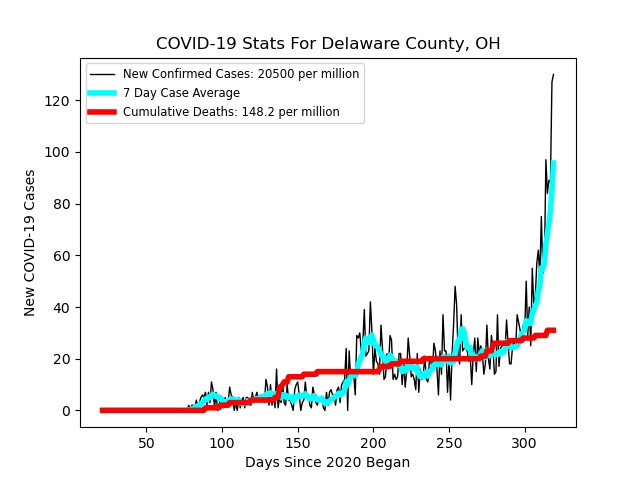 COVID-19 Stats For Delaware County, OH
New Confirmed Cases: 20500 per million
7 Day Case Average
Cumulative Deaths: 148.2 per million
New COVID-19 Cases
120
100
80
60
40
20
0
50 100 150 200 250 300
Days Since 2020 Began